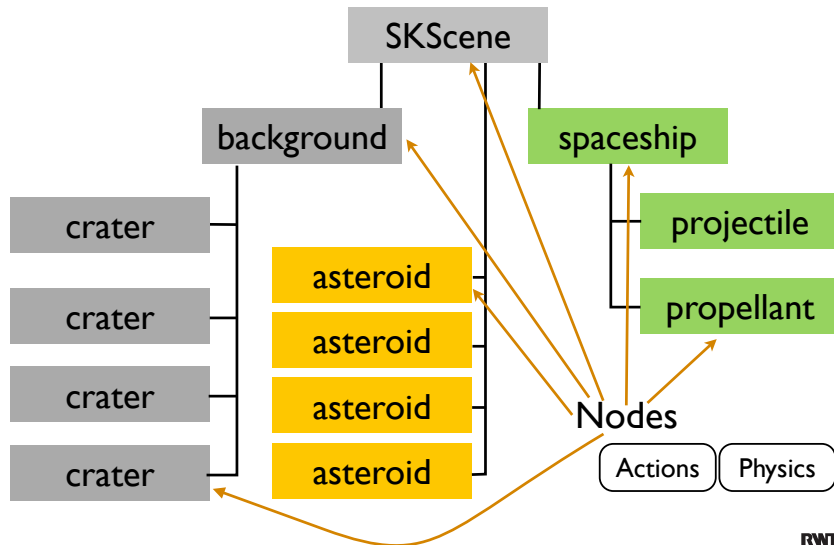 SKScene
background
spaceship
crater
projectile
asteroid
propellant
crater
asteroid
crater
asteroid
Nodes
crater
asteroid
Actions
Physics